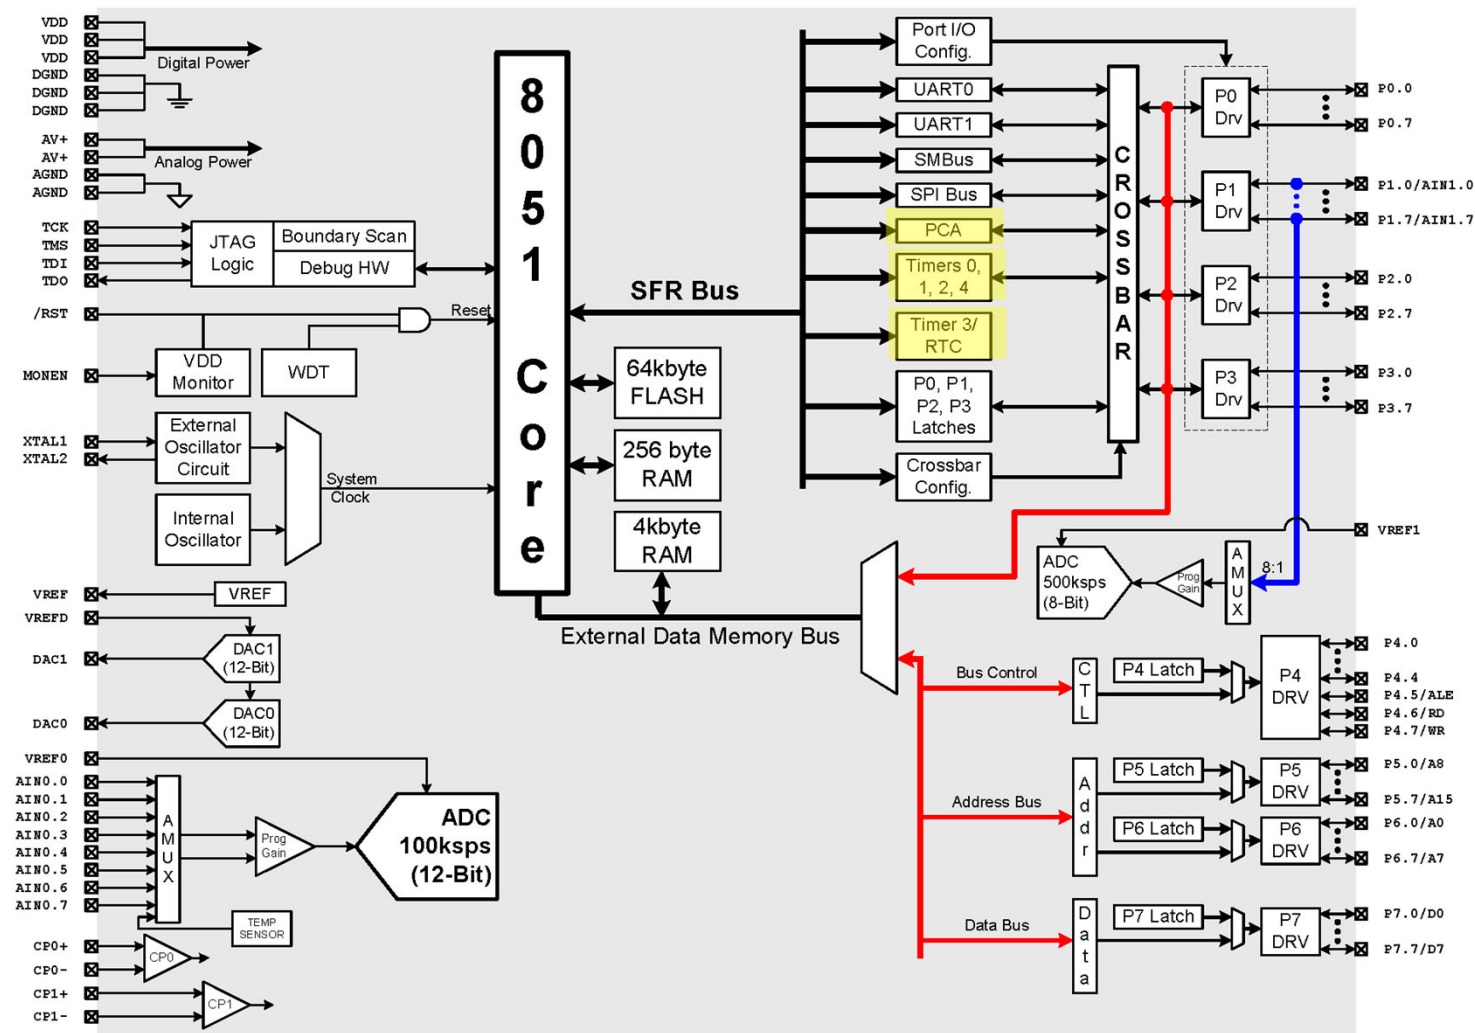 VDD
VDD
VDD
Digital Power
DGND
DGND
DGND
AV+
AV+
Analog Power
AGND
AGND
TCK
TMS
TDI
TDO
JTAG
Logic
Boundary Scan
Debug HW
/RST
Reset
MONEN
VDD
Monitor
WDT
XTAL1
XTAL2
External
Oscillator
Circuit
System
Clock
Internal
Oscillator
VREF
VREF
VREFD
DAC1
DAC1
(12-Bit)
DAC0
DAC0
(12-Bit)
VREF0
AIN0.0
AIN0.1
AIN0.2
AIN0.3
AIN0.4
AIN0.5
AIN0.6
AIN0.7
AMUX
Prog
Gain
ADC
100ksps
(12-Bit)
TEMP
SENSOR
CP0+
CP0-
CP0
CP1+
CP1-
CP1
8051 Core
SFR Bus
64kbyte
FLASH
256 byte
RAM
4kbyte
RAM
External Data Memory Bus
Port I/O
Config.
UART0
UART1
SMBus
SPI Bus
PCA
Timers 0,
1, 2, 4
Timer 3/
RTC
P0, P1,
P2, P3
Latches
Crossbar
Config.
CROSSBAR
P0
Drv
P0.0
P0.7
P1
Drv
P1.0/AIN1.0
P1.7/AIN1.7
P2
Drv
P2.0
P2.7
P3
Drv
P3.0
P3.7
VREF1
ADC
500ksps
(8-Bit)
Prog
Gain
AMUX
8:1
Bus Control
CTL
P4 Latch
P4
DRV
P4.0
P4.4
P4.5/ALE
P4.6/RD
P4.7/WR
Address Bus
Addr
P5 Latch
P5
DRV
P5.0/A8
P5.7/A15
P6 Latch
P6
DRV
P6.0/A0
P6.7/A7
Data Bus
Data
P7 Latch
P7
DRV
P7.0/D0
P7.7/D7